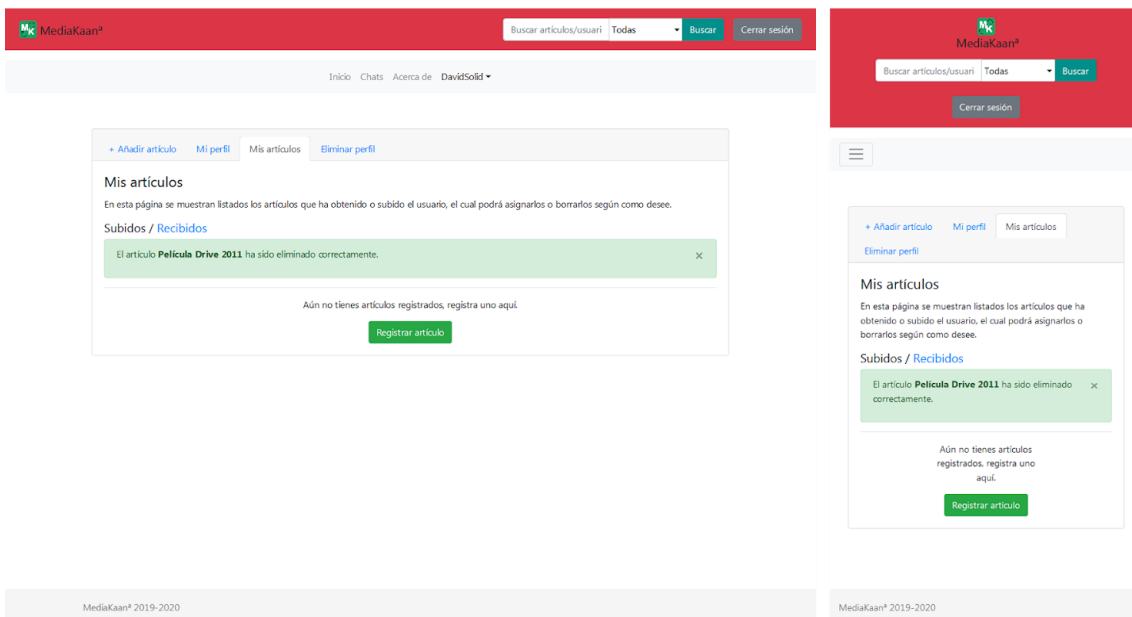 MK MediaKaanª
Buscar artículos/usuari Todas Buscar Cerrar sesión
Inicio Chats Acerca de DavidSolid
+ Añadir artículo Mi perfil Mis artículos Eliminar perfil
Mis artículos
En esta página se muestran listados los artículos que ha obtenido o subido el usuario, el cual podrá asignarlos o borrarlos según como desee.
Subidos / Recibidos
El artículo Película Drive 2011 ha sido eliminado correctamente. ×
Aún no tienes artículos registrados, registra uno aquí.
Registrar artículo
MediaKaanª 2019-2020
MK
MediaKaanª
Buscar artículos/usuari Todas Buscar
Cerrar sesión
+ Añadir artículo Mi perfil Mis artículos
Eliminar perfil
Mis artículos
En esta página se muestran listados los artículos que ha
obtenido o subido el usuario, el cual podrá asignarlos o
borrarlos según como desee.
Subidos / Recibidos
El artículo Película Drive 2011 ha sido eliminado ×
correctamente.
Aún no tienes artículos
registrados, registra uno
aquí.
Registrar artículo
MediaKaanª 2019-2020